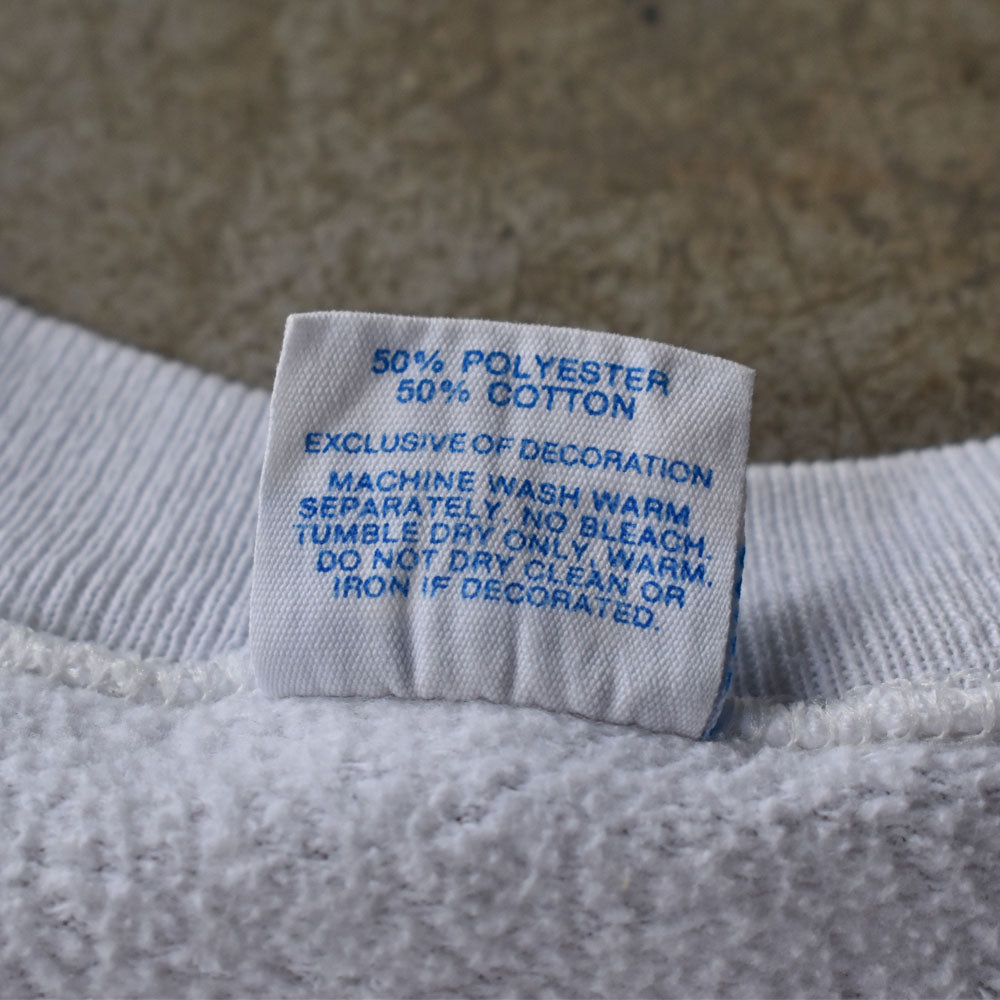 50% POLYESTER
50% COTTON
EXCLUSIVE OF DECORATION
MACHINE WASH WARM
SEPARATELY. NO BLEACH.
TUMBLE DRY ONLY, WARM.
DO NOT DRY CLEAN OR
IRON IF DECORATED.